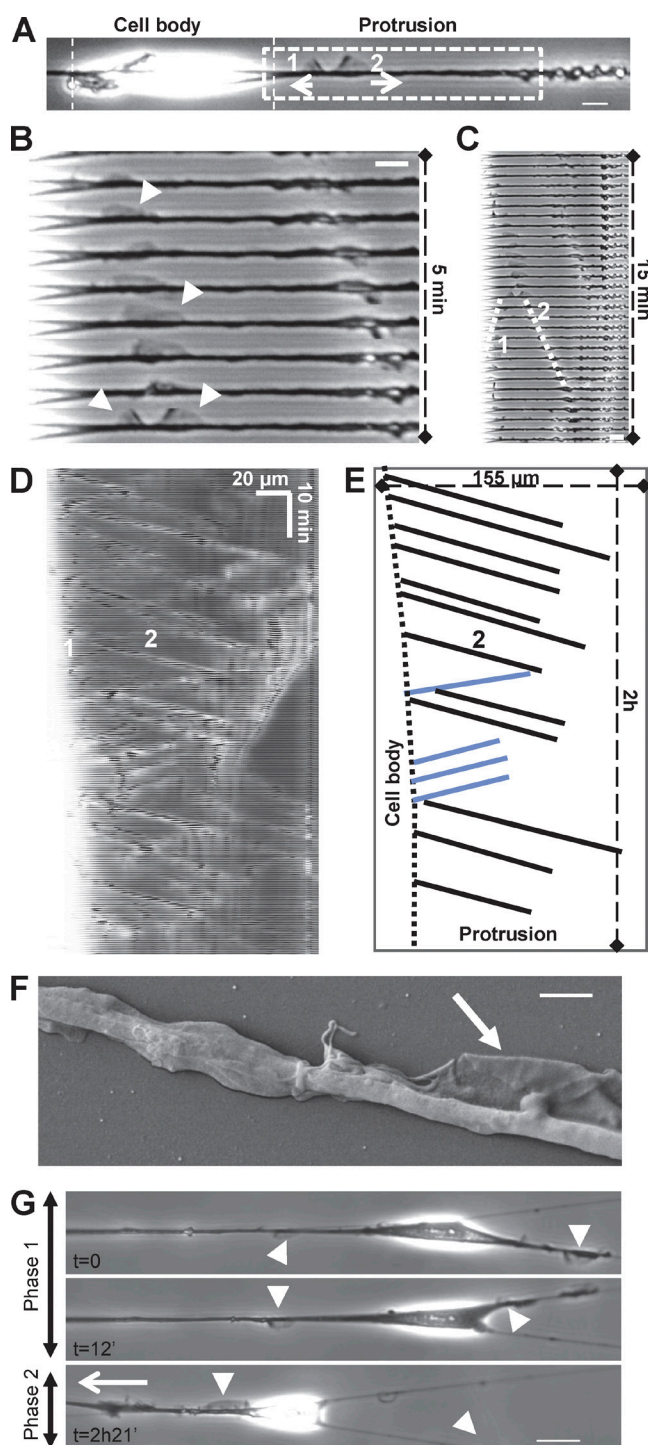 A
Cell body
Protrusion
1
2
B
5 min
C
15 min
1
2
D
20 µm
10 min
1
2
E
155 µm
2
2h
Cell body
Protrusion
F
G
Phase 1
t=0
t=12'
Phase 2
t=2h21'